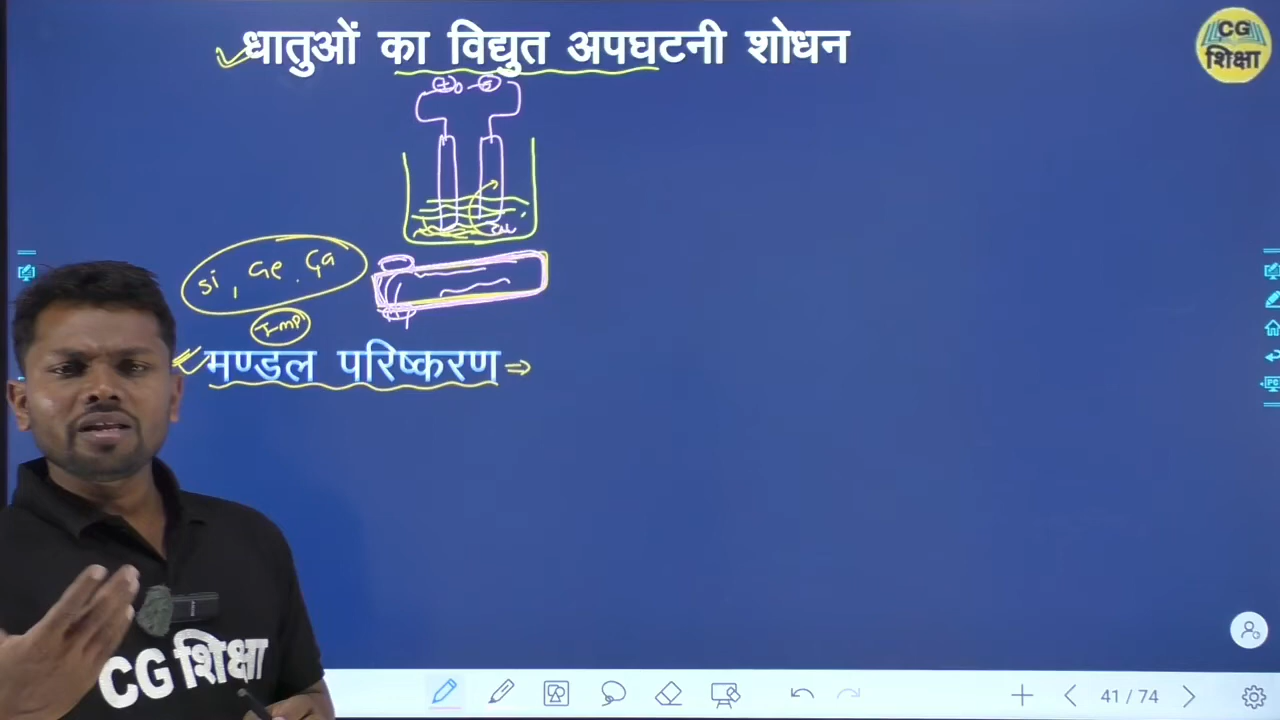 धातुओं का विद्युत अपघटनी शोधन
CG
शिक्षा
+ -
Si, Ge, Ga
Imp
मण्डल परिष्करण ⇒
CG शिक्षा
41 / 74